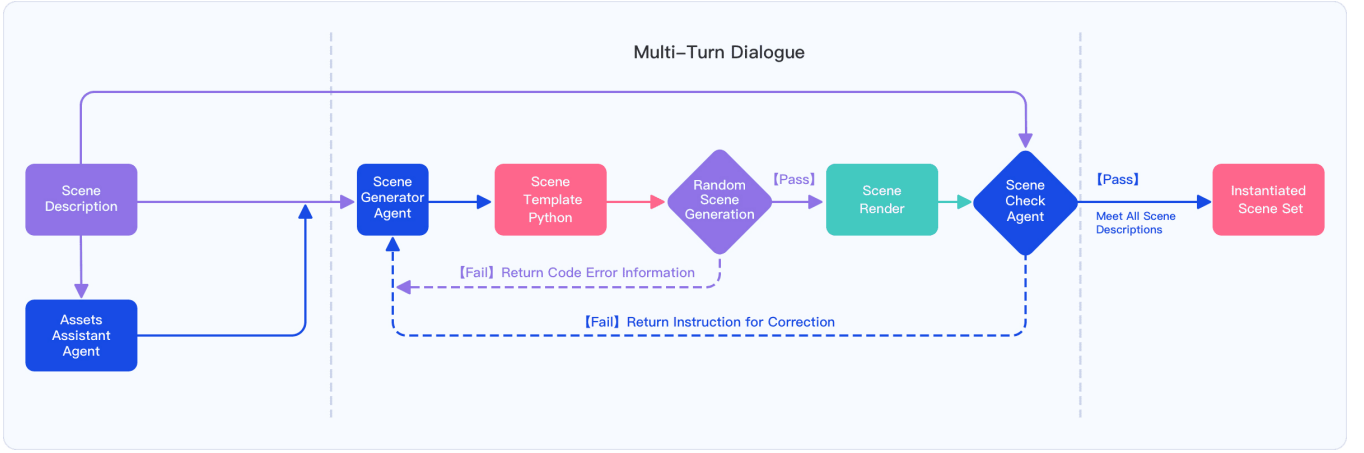 Multi–Turn Dialogue
Scene
Description
Assets
Assistant
Agent
Scene
Generator
Agent
Scene
Template
Python
Random
Scene
Generation
【Pass】
Scene
Render
Scene
Check
Agent
【Pass】
Meet All Scene
Descriptions
Instantiated
Scene Set
【Fail】Return Code Error Information
【Fail】Return Instruction for Correction